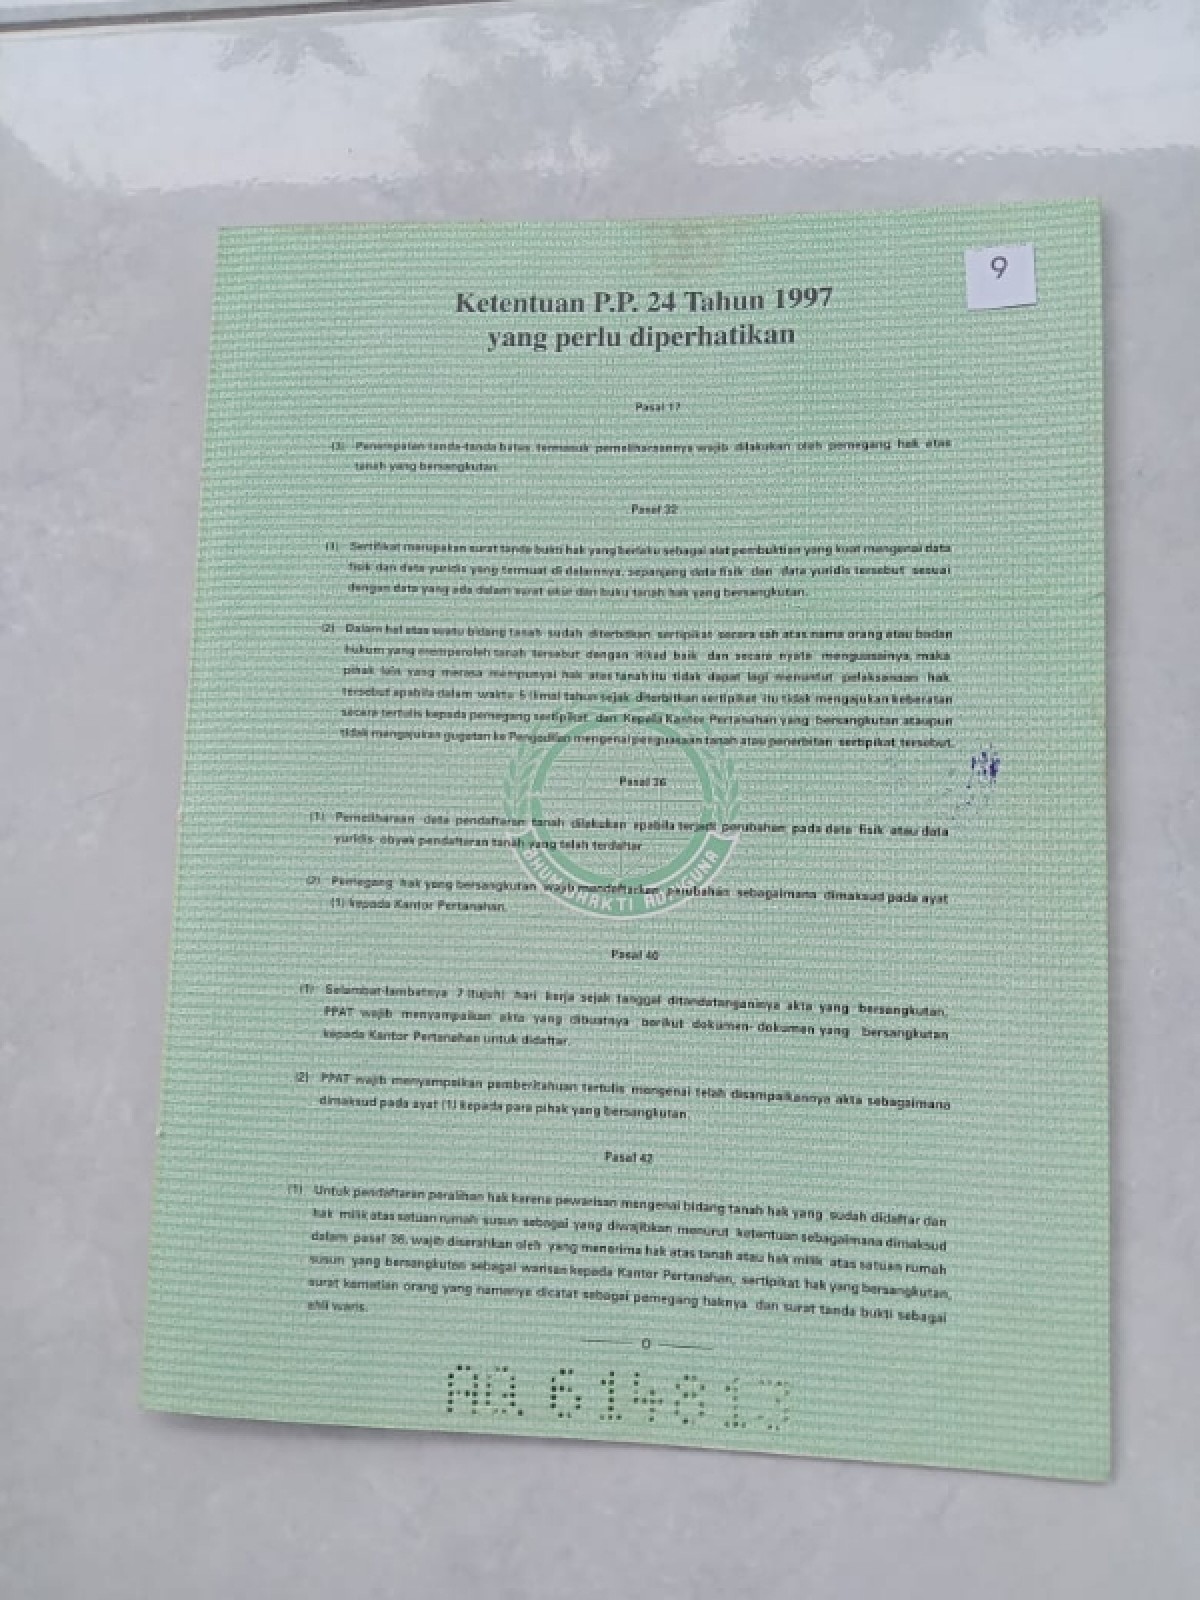 9
Ketentuan P.P. 24 Tahun 1997
yang perlu diperhatikan
Pasal 17
(3) Penempatan tanda-tanda batas termasuk pemeliharaannya wajib dilakukan oleh pemegang hak atas
tanah yang bersangkutan
Pasal 32
(1) Sertifikat merupakan surat tanda bukti hak yang berlaku sebagai alat pembuktian yang kuat mengenai data
fisik dan data yuridis yang termuat di dalamnya, sepanjang data fisik dan data yuridis tersebut sesuai
dengan data yang ada dalam surat ukur dan buku tanah hak yang bersangkutan.
(2) Dalam hal atas suatu bidang tanah sudah diterbitkan sertipikat secara sah atas nama orang atau badan
hukum yang memperoleh tanah tersebut dengan itikad baik dan secara nyata menguasainya, maka
pihak lain yang merasa mempunyai hak atas tanah itu tidak dapat lagi menuntut pelaksanaan hak
tersebut apabila dalam waktu 5 (lima) tahun sejak diterbitkan sertipikat itu tidak mengajukan keberatan
secara tertulis kepada pemegang sertipikat dan Kepala Kantor Pertanahan yang bersangkutan ataupun
tidak mengajukan gugatan ke Pengadilan mengenai penguasaan tanah atau penerbitan sertipikat tersebut.
Pasal 36
(1) Pemeliharaan data pendaftaran tanah dilakukan apabila terjadi perubahan pada data fisik atau data
yuridis obyek pendaftaran tanah yang telah terdaftar
(2) Pemegang hak yang bersangkutan wajib mendaftarkan perubahan sebagaimana dimaksud pada ayat
(1) kepada Kantor Pertanahan.
BHUMI BHAKTI ADHIGUNA
Pasal 40
(1) Selambat-lambatnya 7 (tujuh) hari kerja sejak tanggal ditandatanganinya akta yang bersangkutan,
PPAT wajib menyampaikan akta yang dibuatnya berikut dokumen-dokumen yang bersangkutan
kepada Kantor Pertanahan untuk didaftar.
(2) PPAT wajib menyampaikan pemberitahuan tertulis mengenai telah disampaikannya akta sebagaimana
dimaksud pada ayat (1) kepada para pihak yang bersangkutan.
Pasal 42
(1) Untuk pendaftaran peralihan hak karena pewarisan mengenai bidang tanah hak yang sudah didaftar dan
hak milik atas satuan rumah susun sebagai yang diwajibkan menurut ketentuan sebagaimana dimaksud
dalam pasal 36, wajib diserahkan oleh yang menerima hak atas tanah atau hak milik atas satuan rumah
susun yang bersangkutan sebagai warisan kepada Kantor Pertanahan, sertipikat hak yang bersangkutan,
surat kematian orang yang namanya dicatat sebagai pemegang haknya dan surat tanda bukti sebagai
ahli waris.
0
AQ 614813